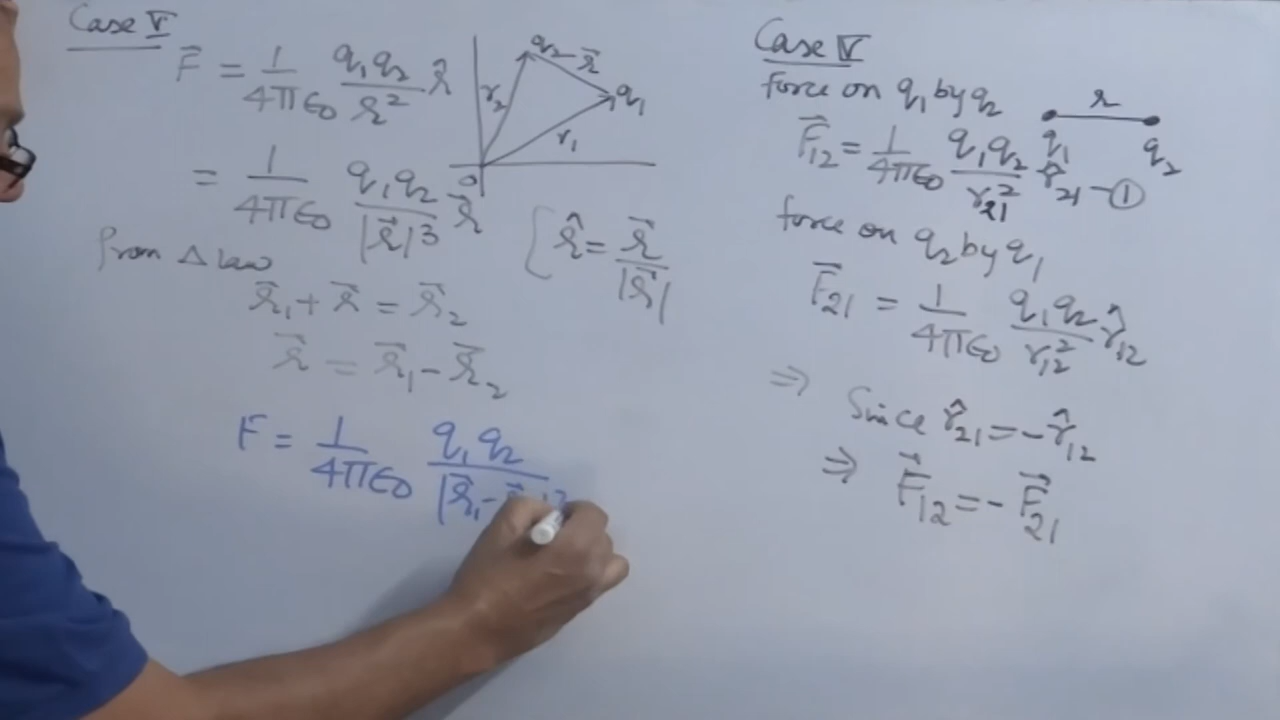 Case V
F⃗ = 1/4πε₀ q₁q₂/r² r̂
= 1/4πε₀ q₁q₂/|r⃗|³ r⃗
q₂ r⃗ q₁
r₂
r₁
0
[r̂ = r⃗/|r⃗|
From Δ law
r⃗₁ + r⃗ = r⃗₂
r⃗ = r⃗₁ - r⃗₂
F = 1/4πε₀ q₁q₂/|r⃗₁ -
Case V
force on q₁ by q₂
r
q₁ q₂
F⃗₁₂ = 1/4πε₀ q₁q₂/r₂₁² r̂₂₁ - ①
force on q₂ by q₁
F⃗₂₁ = 1/4πε₀ q₁q₂/r₁₂² r̂₁₂
⇒ Since r̂₂₁ = -r̂₁₂
⇒ F⃗₁₂ = - F⃗₂₁